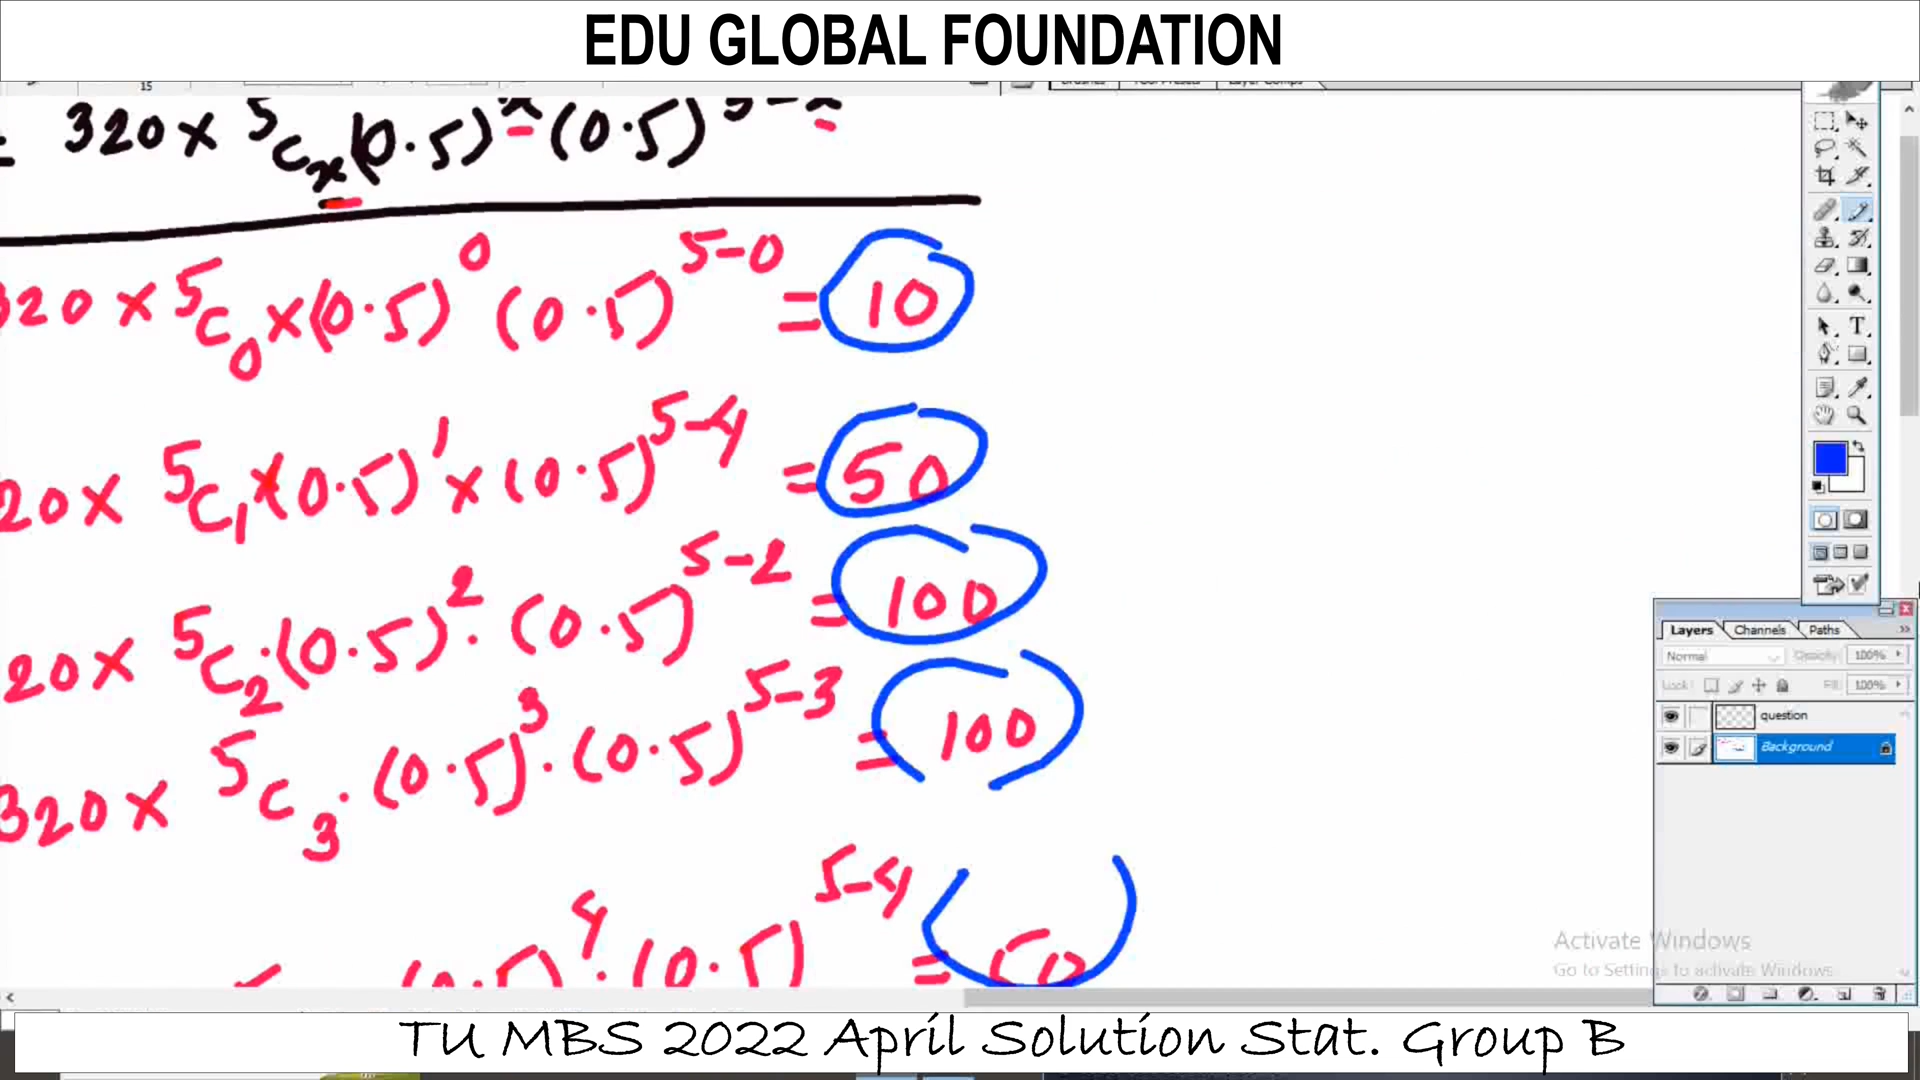 EDU GLOBAL FOUNDATION
15
= 320 × ⁵Cₓ (0.5)ˣ (0.5)⁵⁻ˣ
320 × ⁵C₀ × (0.5)⁰ (0.5)⁵⁻⁰ = 10
20 × ⁵C₁ × (0.5)¹ × (0.5)⁵⁻⁴ = 50
20 × ⁵C₂ · (0.5)² · (0.5)⁵⁻² = 100
320 × ⁵C₃ · (0.5)³ · (0.5)⁵⁻³ = 100
(0.5)⁴ · (0.5)⁵⁻⁴ =
Layers Channels Paths
Normal Opacity: 100%
Lock: Fill: 100%
question
Background
Activate Windows
Go to Settings to activate Windows.
TU MBS 2022 April Solution Stat. Group B